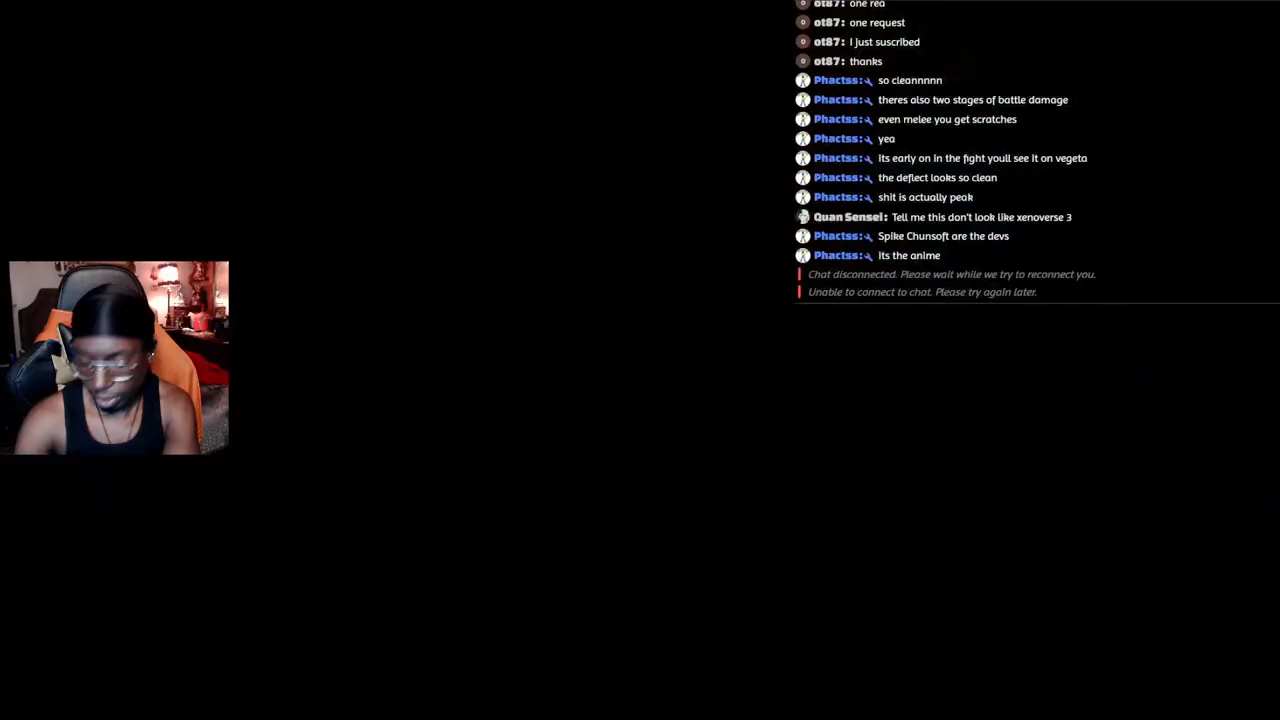 ot87: one rea
ot87: one request
ot87: I just suscribed
ot87: thanks
Phactss: so cleannnnn
Phactss: theres also two stages of battle damage
Phactss: even melee you get scratches
Phactss: yea
Phactss: its early on in the fight youll see it on vegeta
Phactss: the deflect looks so clean
Phactss: shit is actually peak
Quan Sensei: Tell me this don't look like xenoverse 3
Phactss: Spike Chunsoft are the devs
Phactss: its the anime
Chat disconnected. Please wait while we try to reconnect you.
Unable to connect to chat. Please try again later.